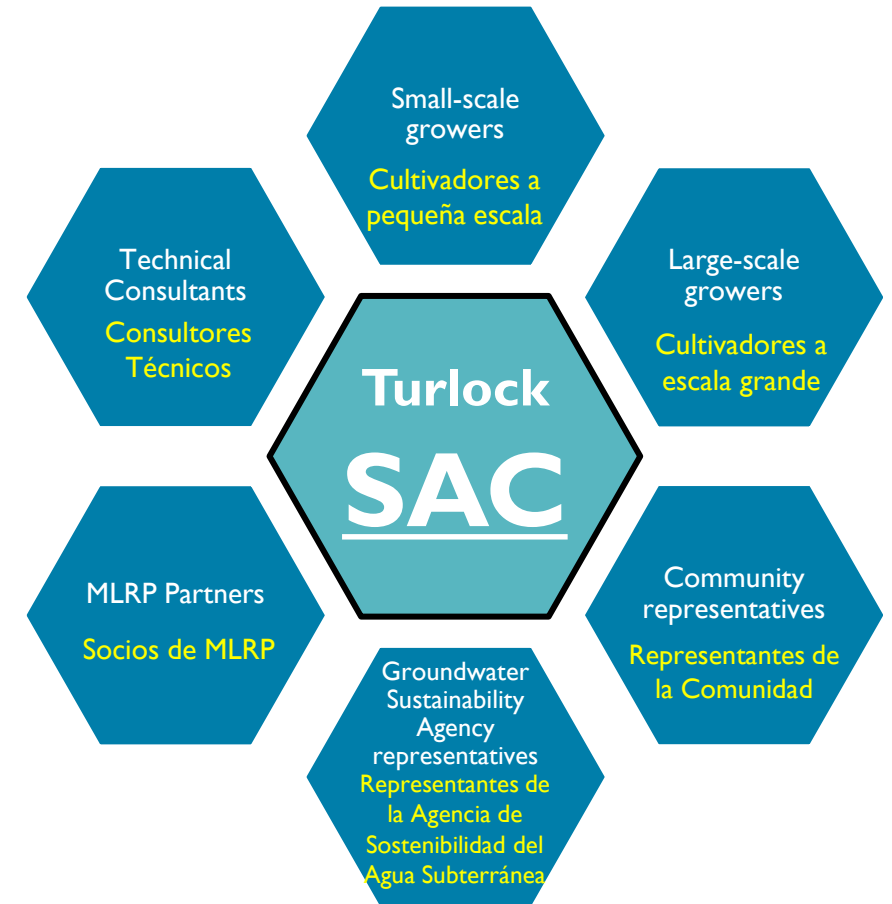 Small-scale
growers
Cultivadores a
pequeña escala
Technical
Consultants
Consultores
Técnicos
Large-scale
growers
Cultivadores a
escala grande
Turlock
SAC
MLRP Partners
Socios de MLRP
Community
representatives
Representantes de
la Comunidad
Groundwater
Sustainability
Agency
representatives
Representantes de
la Agencia de
Sostenibilidad del
Agua Subterránea